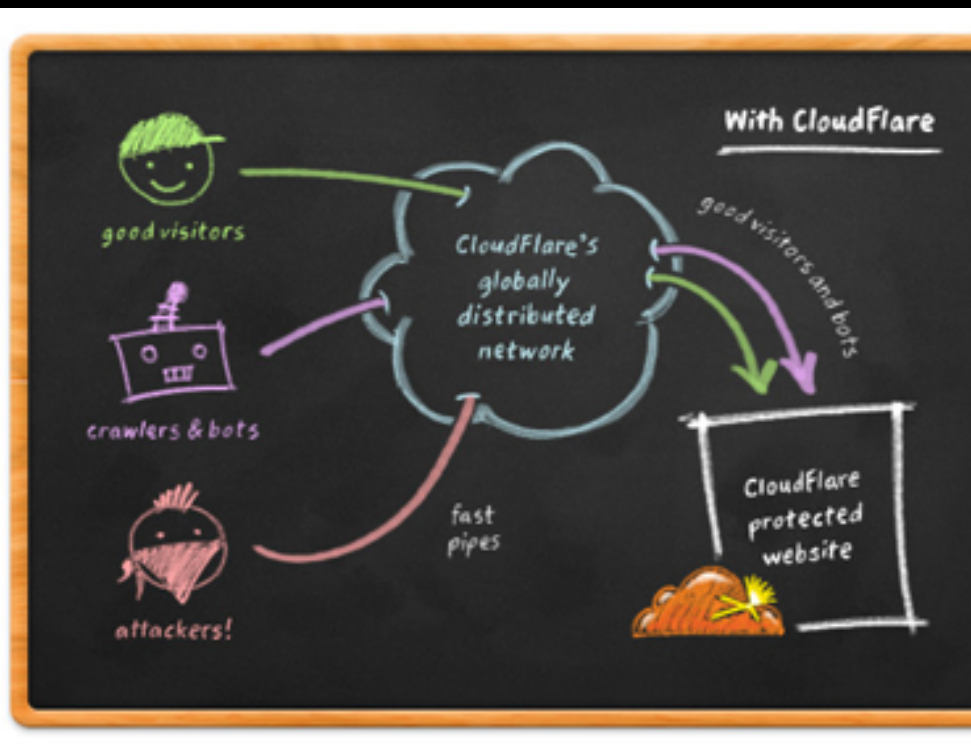 With CloudFlare
good visitors
CloudFlare's
globally
distributed
network
good visitors and bots
crawlers & bots
fast
pipes
CloudFlare
protected
website
attackers!